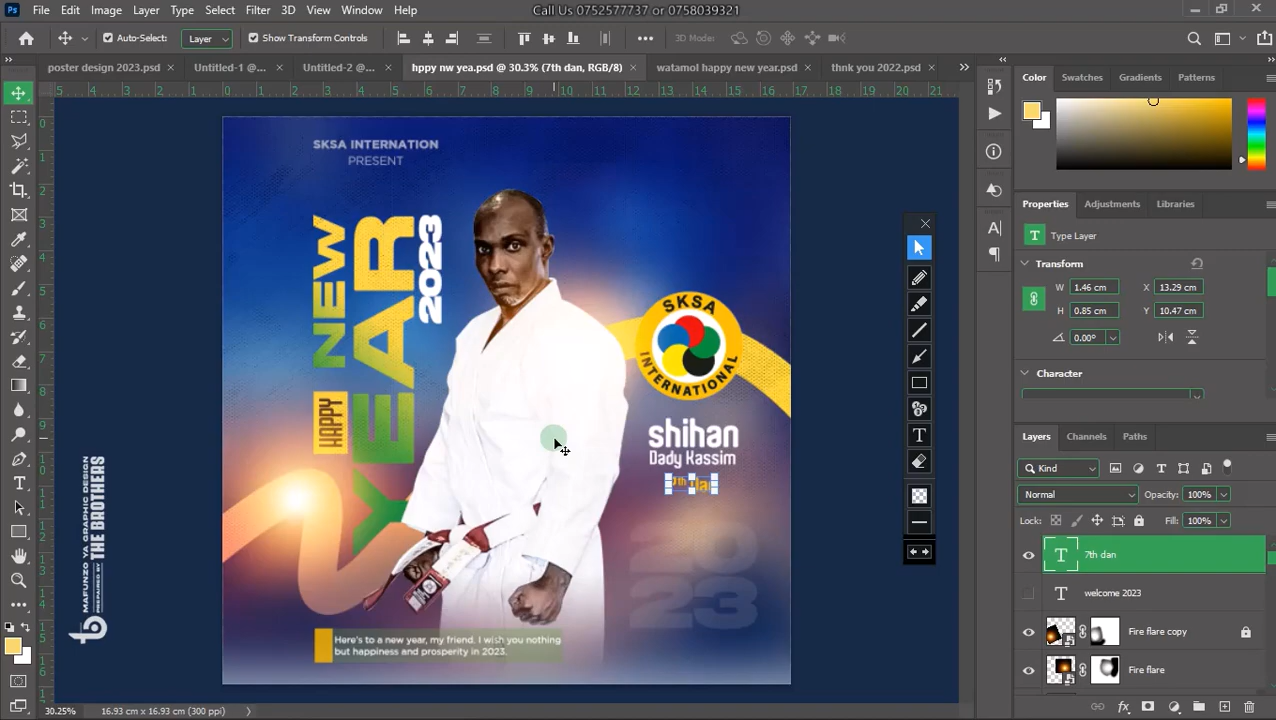 Call Us 0752577737 or 0758039321
Ps File Edit Image Layer Type Select Filter 3D View Window Help
Auto-Select: Layer Show Transform Controls 3D Mode:
poster design 2023.psd × Untitled-1 @... × Untitled-2 @... × hppy nw yea.psd @ 30.3% (7th dan, RGB/8) × watamol happy new year.psd × thnk you 2022.psd ×
Color Swatches Gradients Patterns
SKSA INTERNATION
PRESENT
HAPPY
NEW
YEAR
2023
SKSA
INTERNATIONAL
shihan
Dady Kassim
7th dan
23
Here's to a new year, my friend. I wish you nothing
but happiness and prosperity in 2023.
MAFUNZO YA GRAPHIC DESIGN
PREPAIRED BY THE BROTHERS
Properties Adjustments Libraries
T Type Layer
Transform
W 1.46 cm X 13.29 cm
H 0.85 cm Y 10.47 cm
0.00°
Character
Layers Channels Paths
Kind
Normal Opacity: 100%
Lock: Fill: 100%
T 7th dan
T welcome 2023
Fire flare copy
Fire flare
30.25% 16.93 cm x 16.93 cm (300 ppi)